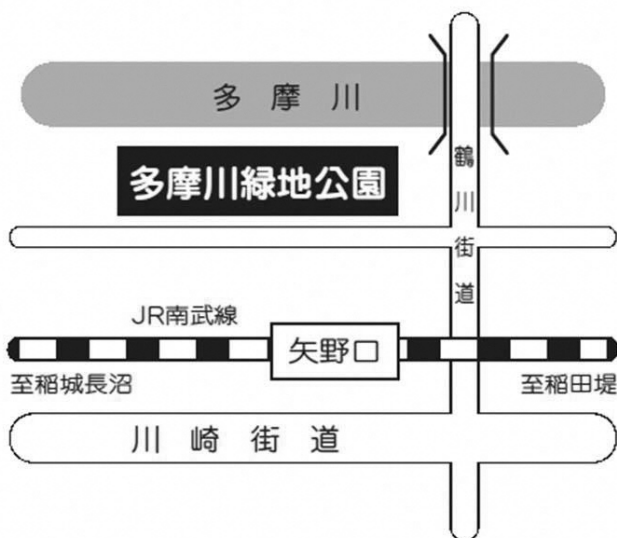 多摩川
多摩川緑地公園
鶴川街道
JR南武線
矢野口
至稲城長沼
至稲田堤
川崎街道